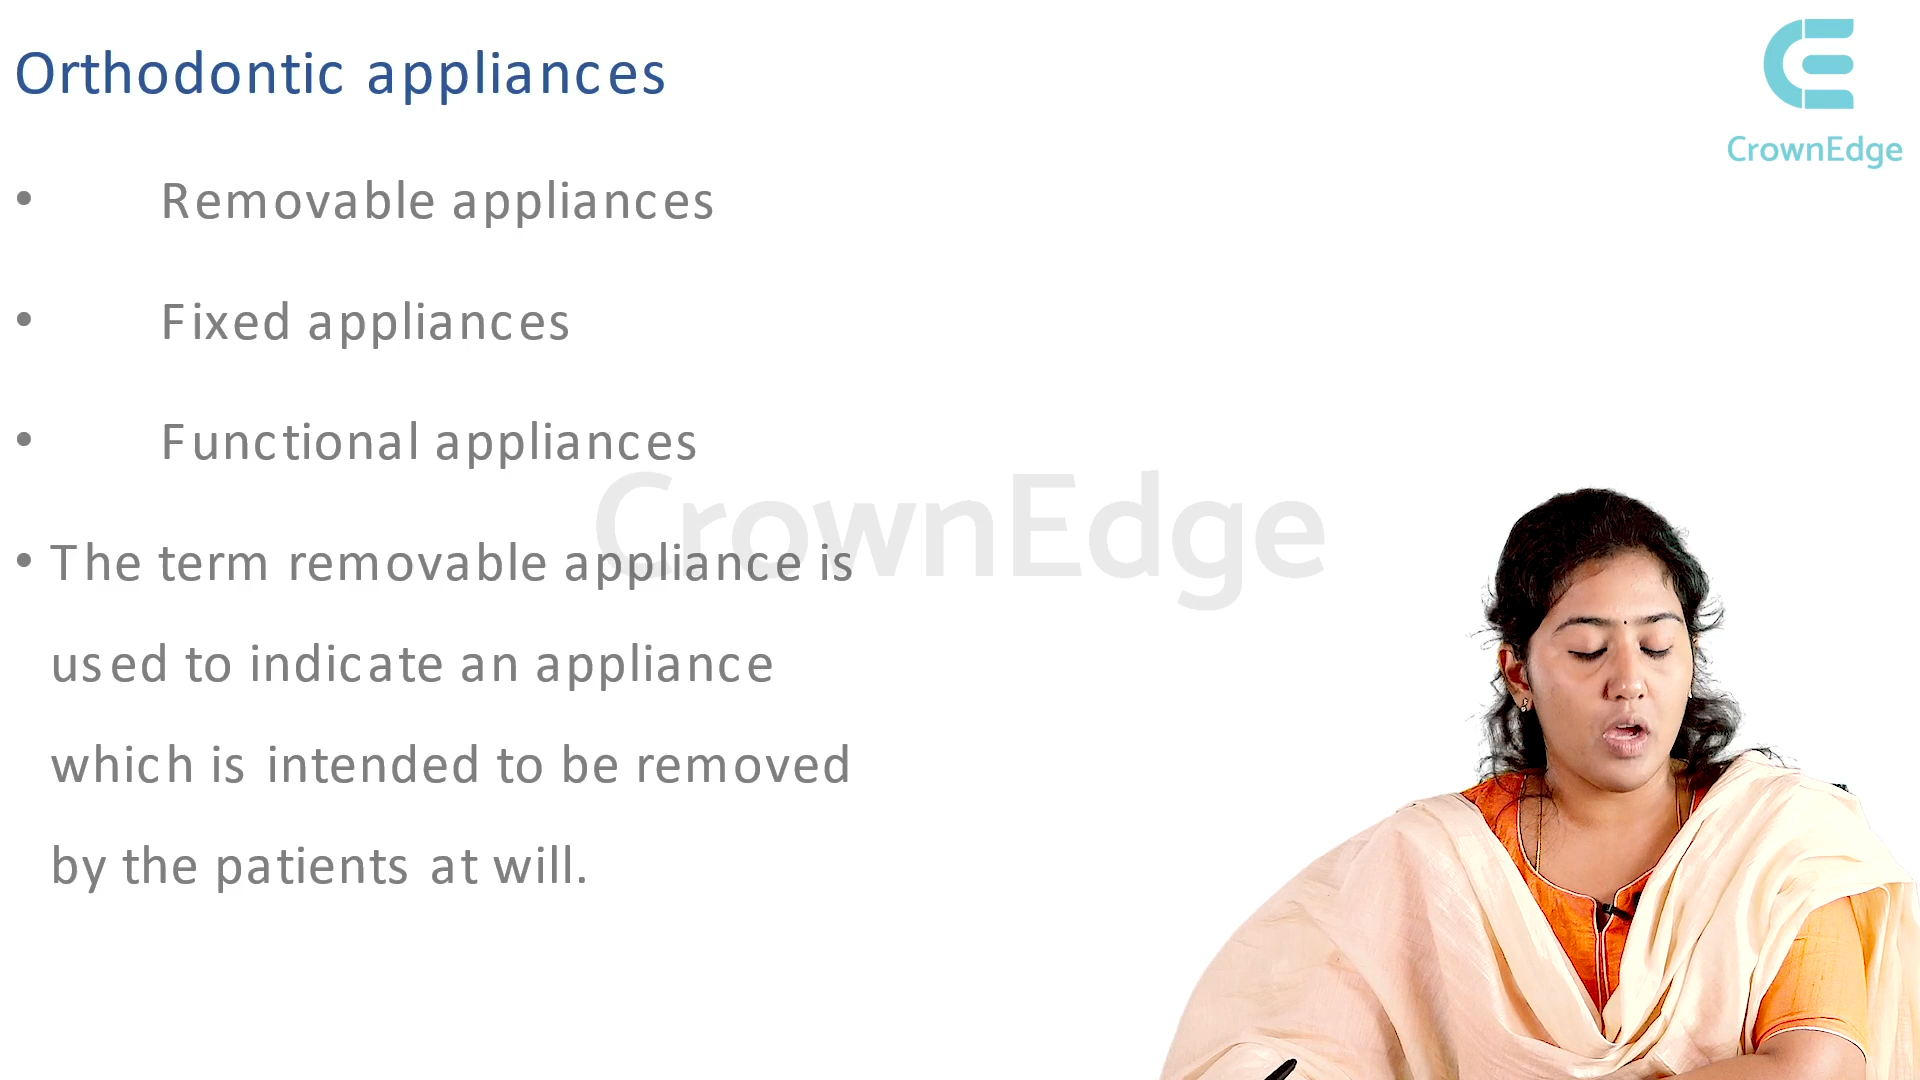 Orthodontic appliances
CrownEdge
• Removable appliances
• Fixed appliances
• Functional appliances
CrownEdge
• The term removable appliance is
used to indicate an appliance
which is intended to be removed
by the patients at will.